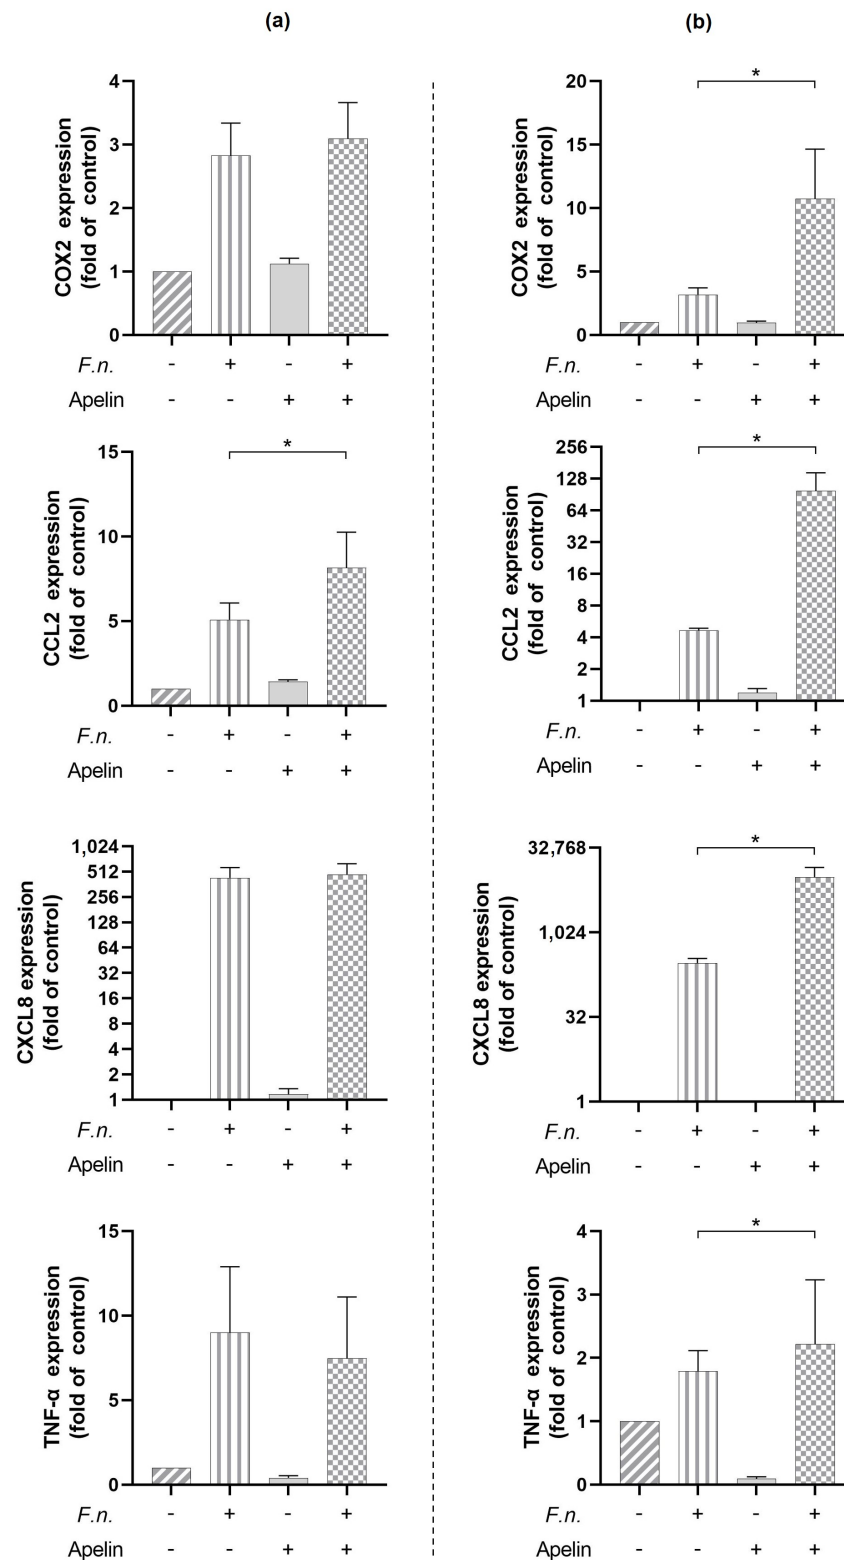 (a)
COX2 expression
(fold of control)
4
3
2
1
0
F.n. - + - +
Apelin - - + +
*
CCL2 expression
(fold of control)
15
10
5
0
F.n. - + - +
Apelin - - + +
CXCL8 expression
(fold of control)
1,024
512
256
128
64
32
16
8
4
2
1
F.n. - + - +
Apelin - - + +
TNF-α expression
(fold of control)
15
10
5
0
F.n. - + - +
Apelin - - + +
(b)
*
COX2 expression
(fold of control)
20
15
10
5
0
F.n. - + - +
Apelin - - + +
*
CCL2 expression
(fold of control)
256
128
64
32
16
8
4
2
1
F.n. - + - +
Apelin - - + +
*
CXCL8 expression
(fold of control)
32,768
1,024
32
1
F.n. - + - +
Apelin - - + +
*
TNF-α expression
(fold of control)
4
3
2
1
0
F.n. - + - +
Apelin - - + +